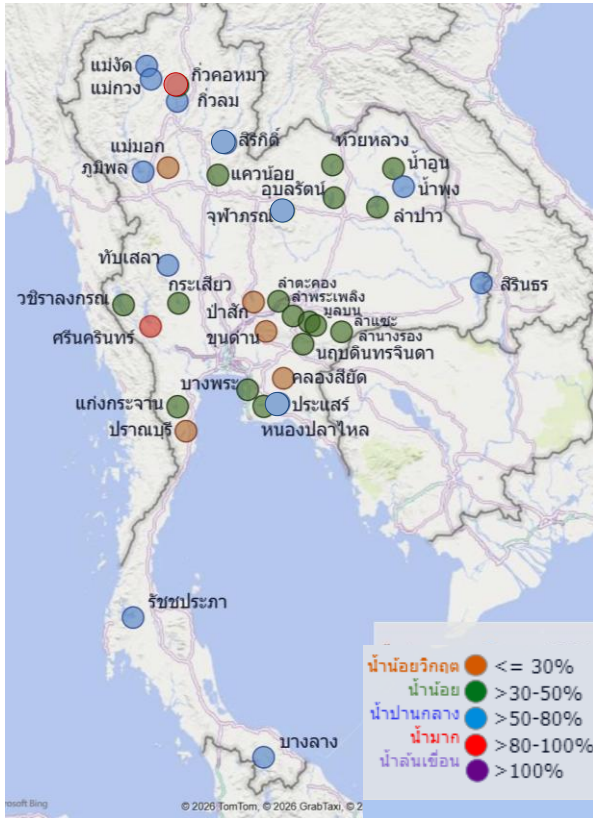 แม่งัด
แม่กวง
กิ่วคอหมา
กิ่วลม
สิริกิติ์
แม่มอก
ภูมิพล
แควน้อย
ห้วยหลวง
น้ำอูน
อุบลรัตน์
น้ำพุง
จุฬาภรณ์
ลำปาว
ทับเสลา
สิรินธร
กระเสียว
วชิราลงกรณ
ป่าสัก
ลำตะคอง
ลำพระเพลิง
มูลบน
ลำแชะ
ลำนางรอง
ศรีนครินทร์
ขุนด่าน
นฤบดินทรจินดา
คลองสียัด
บางพระ
ประแสร์
แก่งกระจาน
หนองปลาไหล
ปราณบุรี
รัชชประภา
บางลาง
น้ำน้อยวิกฤต <= 30%
น้ำน้อย >30-50%
น้ำปานกลาง >50-80%
น้ำมาก >80-100%
น้ำล้นเขื่อน >100%
rosoft Bing
© 2026 TomTom, © 2026 GrabTaxi, © 2